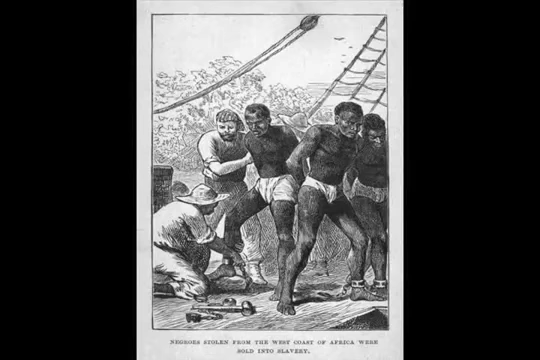 NEGROES STOLEN FROM THE WEST COAST OF AFRICA WERE
SOLD INTO SLAVERY.